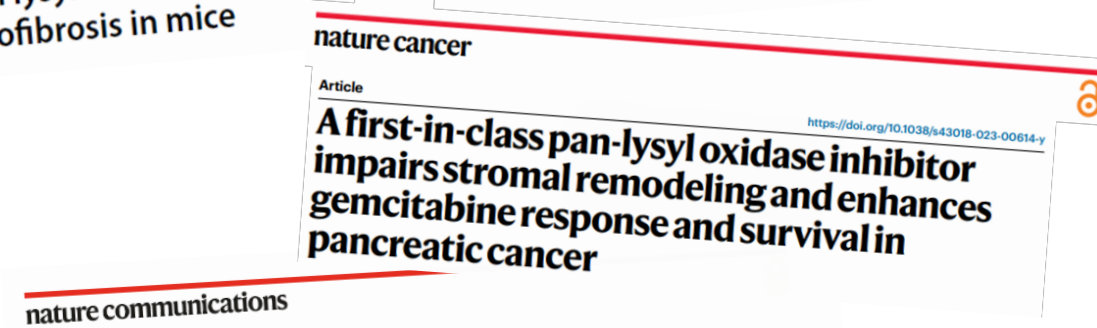 ofibrosis in mice
nature cancer
Article
https://doi.org/10.1038/s43018-023-00614-y
A first-in-class pan-lysyl oxidase inhibitor
impairs stromal remodeling and enhances
gemcitabine response and survival in
pancreatic cancer
nature communications